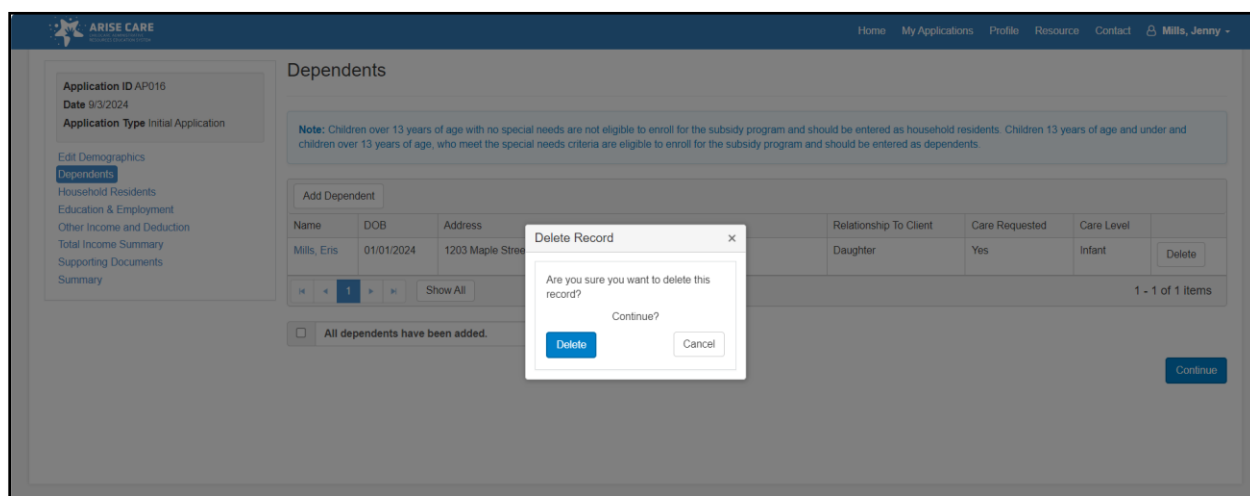 ARISE CARE
Home My Applications Profile Resource Contact Mills, Jenny
Application ID AP016
Date 9/3/2024
Application Type Initial Application
Edit Demographics
Dependents
Household Residents
Education & Employment
Other Income and Deduction
Total Income Summary
Supporting Documents
Summary
Dependents
Note: Children over 13 years of age with no special needs are not eligible to enroll for the subsidy program and should be entered as household residents. Children 13 years of age and under and
children over 13 years of age, who meet the special needs criteria are eligible to enroll for the subsidy program and should be entered as dependents.
Add Dependent
Name DOB Address Relationship To Client Care Requested Care Level
Mills, Eris 01/01/2024 1203 Maple Stree Daughter Yes Infant Delete
1 Show All 1 - 1 of 1 items
All dependents have been added.
Continue
Delete Record ×
Are you sure you want to delete this
record?
Continue?
Delete Cancel